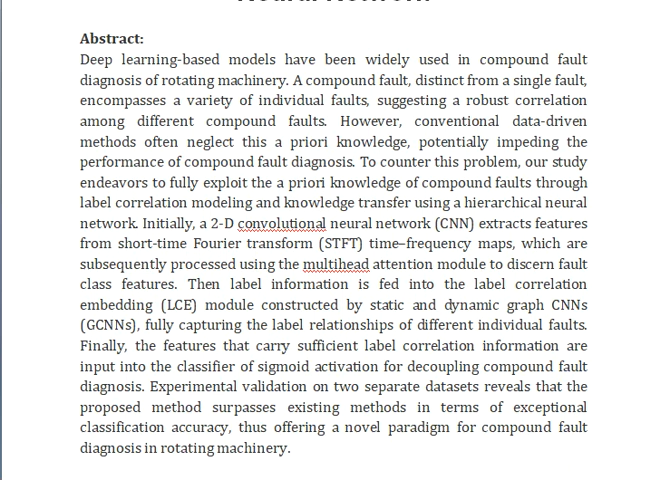 Abstract:
Deep learning-based models have been widely used in compound fault
diagnosis of rotating machinery. A compound fault, distinct from a single fault,
encompasses a variety of individual faults, suggesting a robust correlation
among different compound faults. However, conventional data-driven
methods often neglect this a priori knowledge, potentially impeding the
performance of compound fault diagnosis. To counter this problem, our study
endeavors to fully exploit the a priori knowledge of compound faults through
label correlation modeling and knowledge transfer using a hierarchical neural
network. Initially, a 2-D convolutional neural network (CNN) extracts features
from short-time Fourier transform (STFT) time–frequency maps, which are
subsequently processed using the multihead attention module to discern fault
class features. Then label information is fed into the label correlation
embedding (LCE) module constructed by static and dynamic graph CNNs
(GCNNs), fully capturing the label relationships of different individual faults.
Finally, the features that carry sufficient label correlation information are
input into the classifier of sigmoid activation for decoupling compound fault
diagnosis. Experimental validation on two separate datasets reveals that the
proposed method surpasses existing methods in terms of exceptional
classification accuracy, thus offering a novel paradigm for compound fault
diagnosis in rotating machinery.